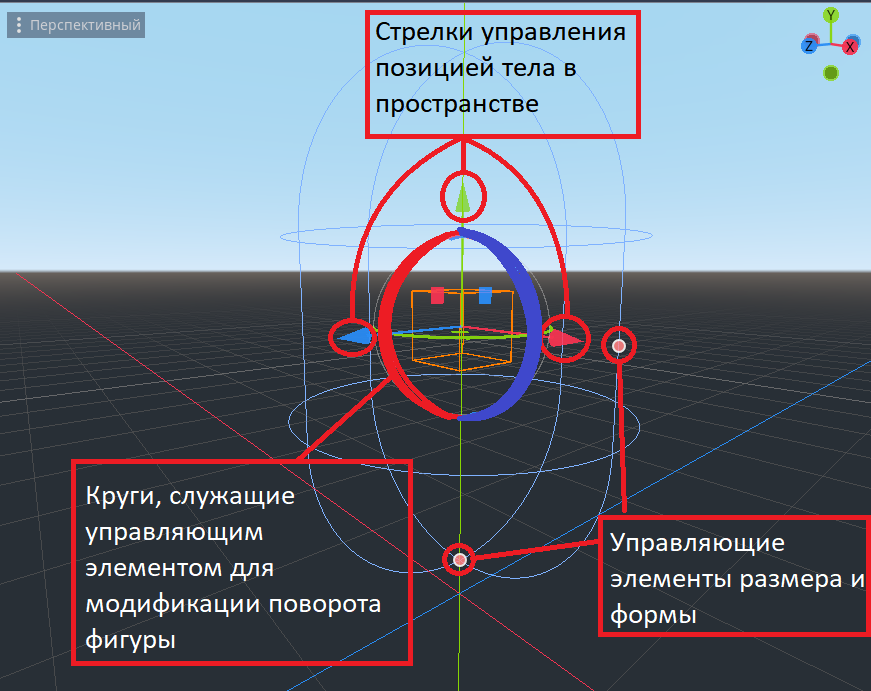 Перспективный
Стрелки управления
позицией тела в
пространстве
Y
Z
X
Круги, служащие
управляющим
элементом для
модификации поворота
фигуры
Управляющие
элементы размера и
формы